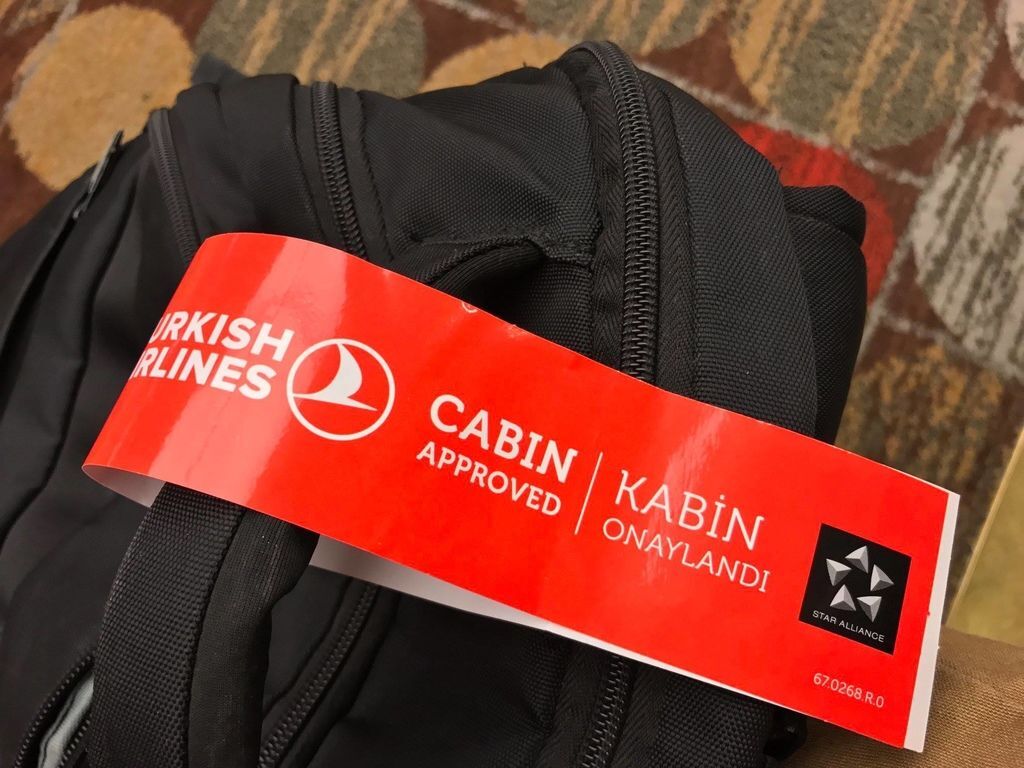 URKISH
RLINES
CABIN
APPROVED
KABİN
ONAYLANDI
STAR ALLIANCE
67.0268.R.0